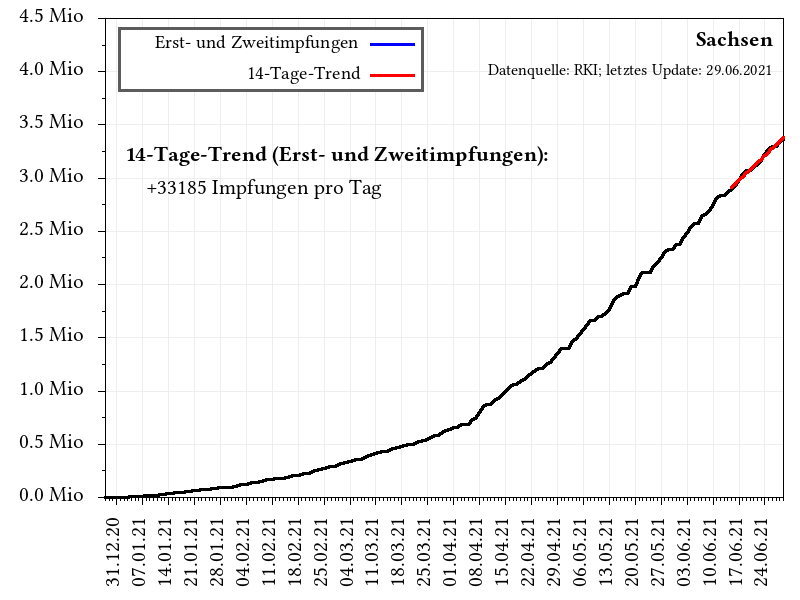 4.5 Mio
4.0 Mio
3.5 Mio
3.0 Mio
2.5 Mio
2.0 Mio
1.5 Mio
1.0 Mio
0.5 Mio
0.0 Mio
Erst- und Zweitimpfungen
14-Tage-Trend
Sachsen
Datenquelle: RKI; letztes Update: 29.06.2021
14-Tage-Trend (Erst- und Zweitimpfungen):
+33185 Impfungen pro Tag
31.12.20
07.01.21
14.01.21
21.01.21
28.01.21
04.02.21
11.02.21
18.02.21
25.02.21
04.03.21
11.03.21
18.03.21
25.03.21
01.04.21
08.04.21
15.04.21
22.04.21
29.04.21
06.05.21
13.05.21
20.05.21
27.05.21
03.06.21
10.06.21
17.06.21
24.06.21